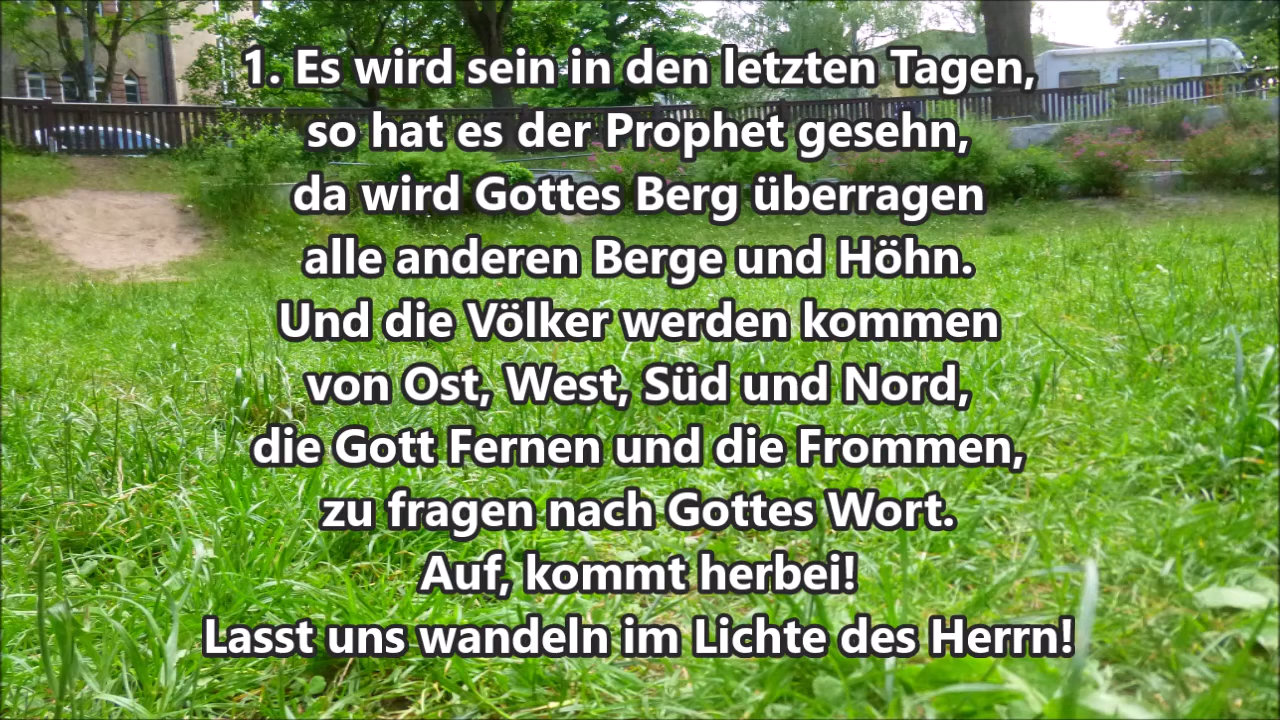 1. Es wird sein in den letzten Tagen,
so hat es der Prophet gesehn,
da wird Gottes Berg überragen
alle anderen Berge und Höhn.
Und die Völker werden kommen
von Ost, West, Süd und Nord,
die Gott Fernen und die Frommen,
zu fragen nach Gottes Wort.
Auf, kommt herbei!
Lasst uns wandeln im Lichte des Herrn!